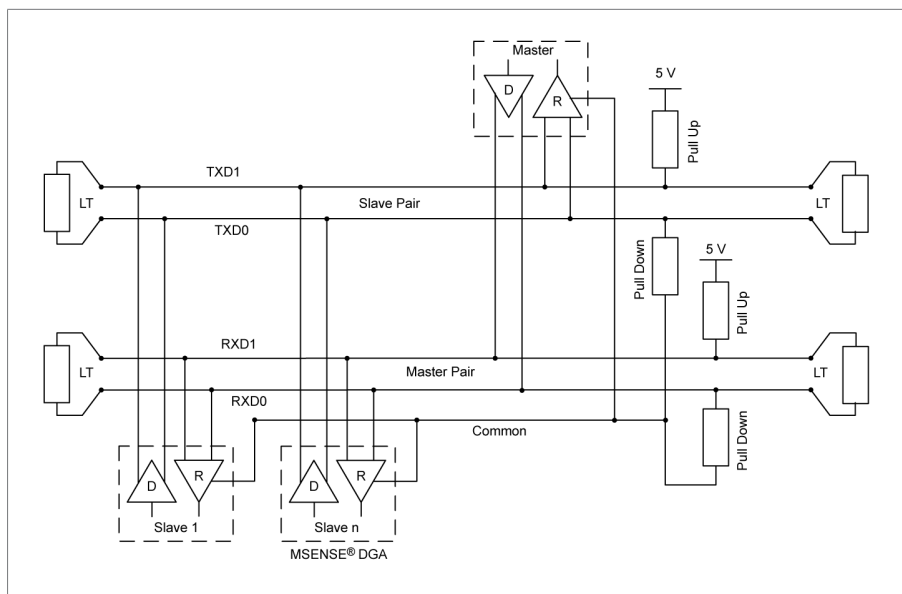 Master
D
R
5 V
Pull Up
TXD1
LT
Slave Pair
LT
TXD0
Pull Down
5 V
Pull Up
RXD1
LT
Master Pair
LT
RXD0
Common
Pull Down
D
R
D
R
Slave 1
Slave n
MSENSE® DGA